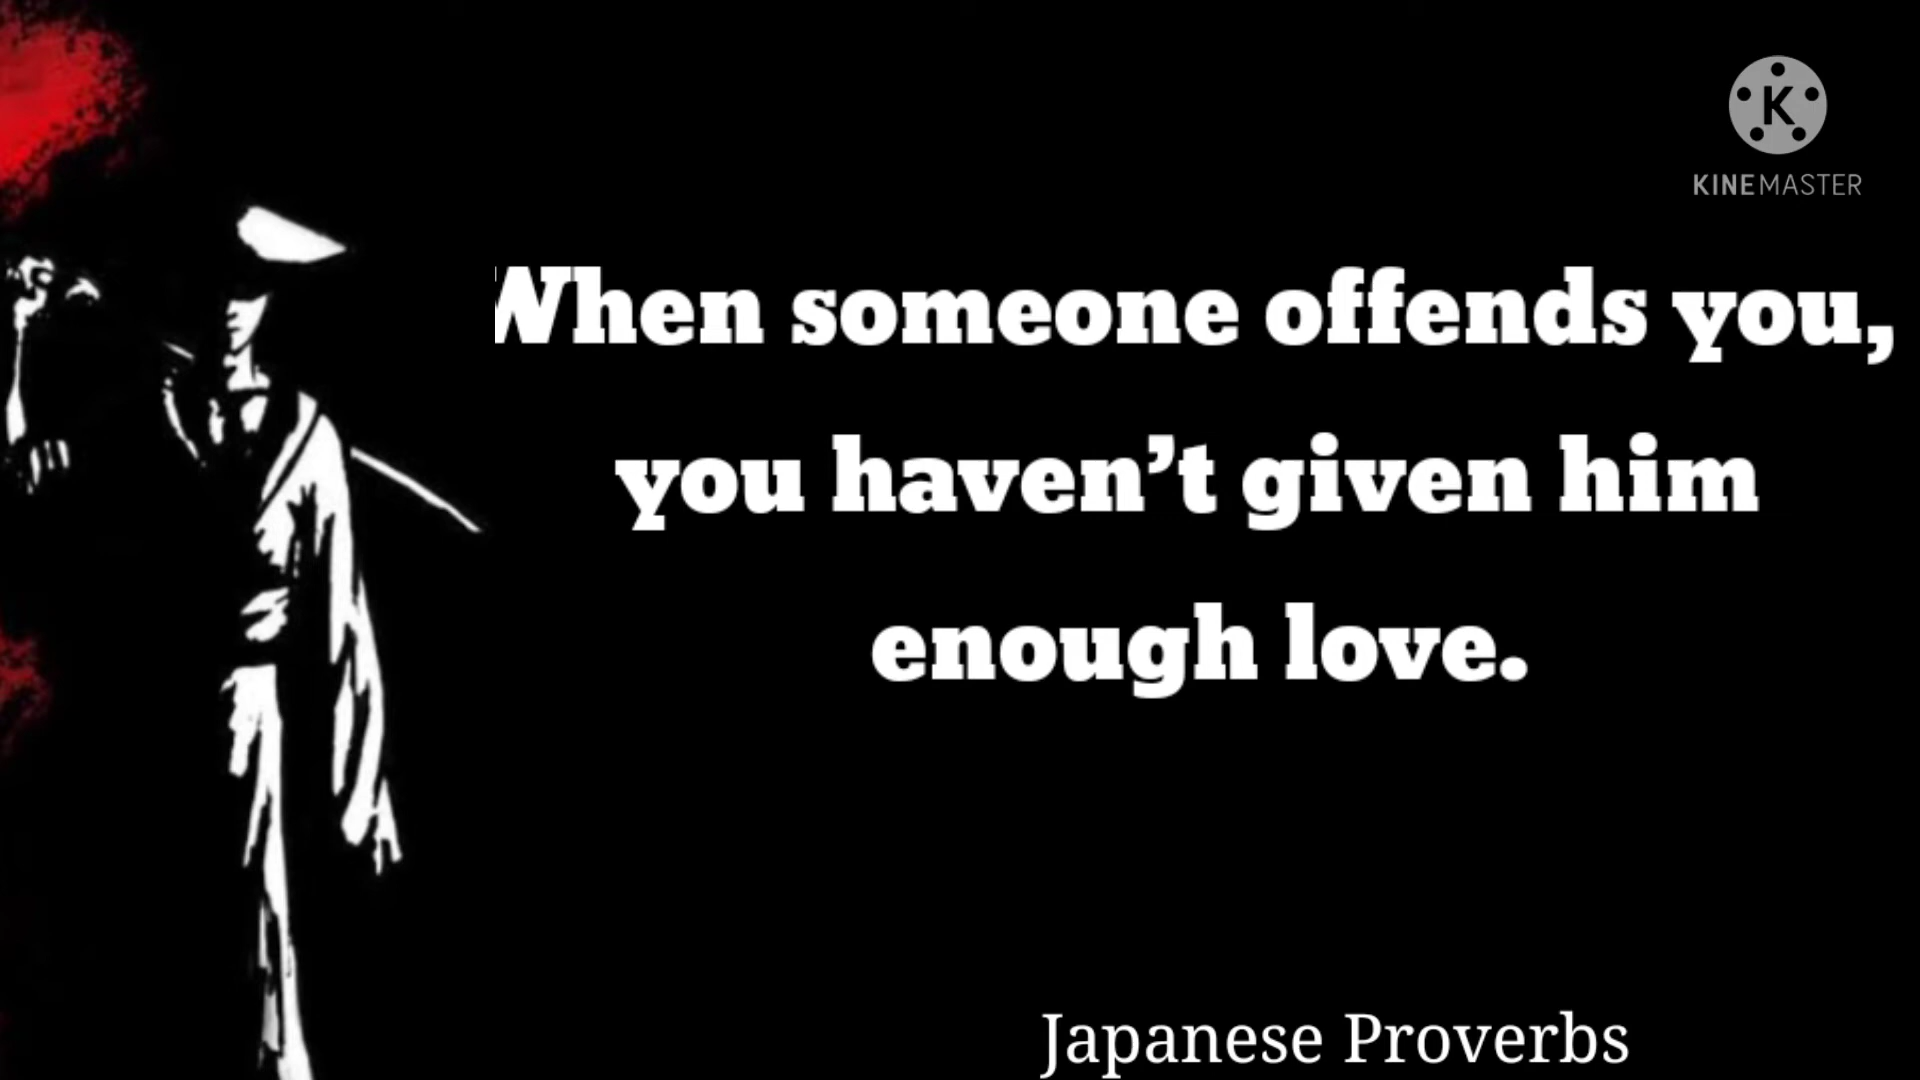 K
KINEMASTER
When someone offends you,
you haven’t given him
enough love.
Japanese Proverbs